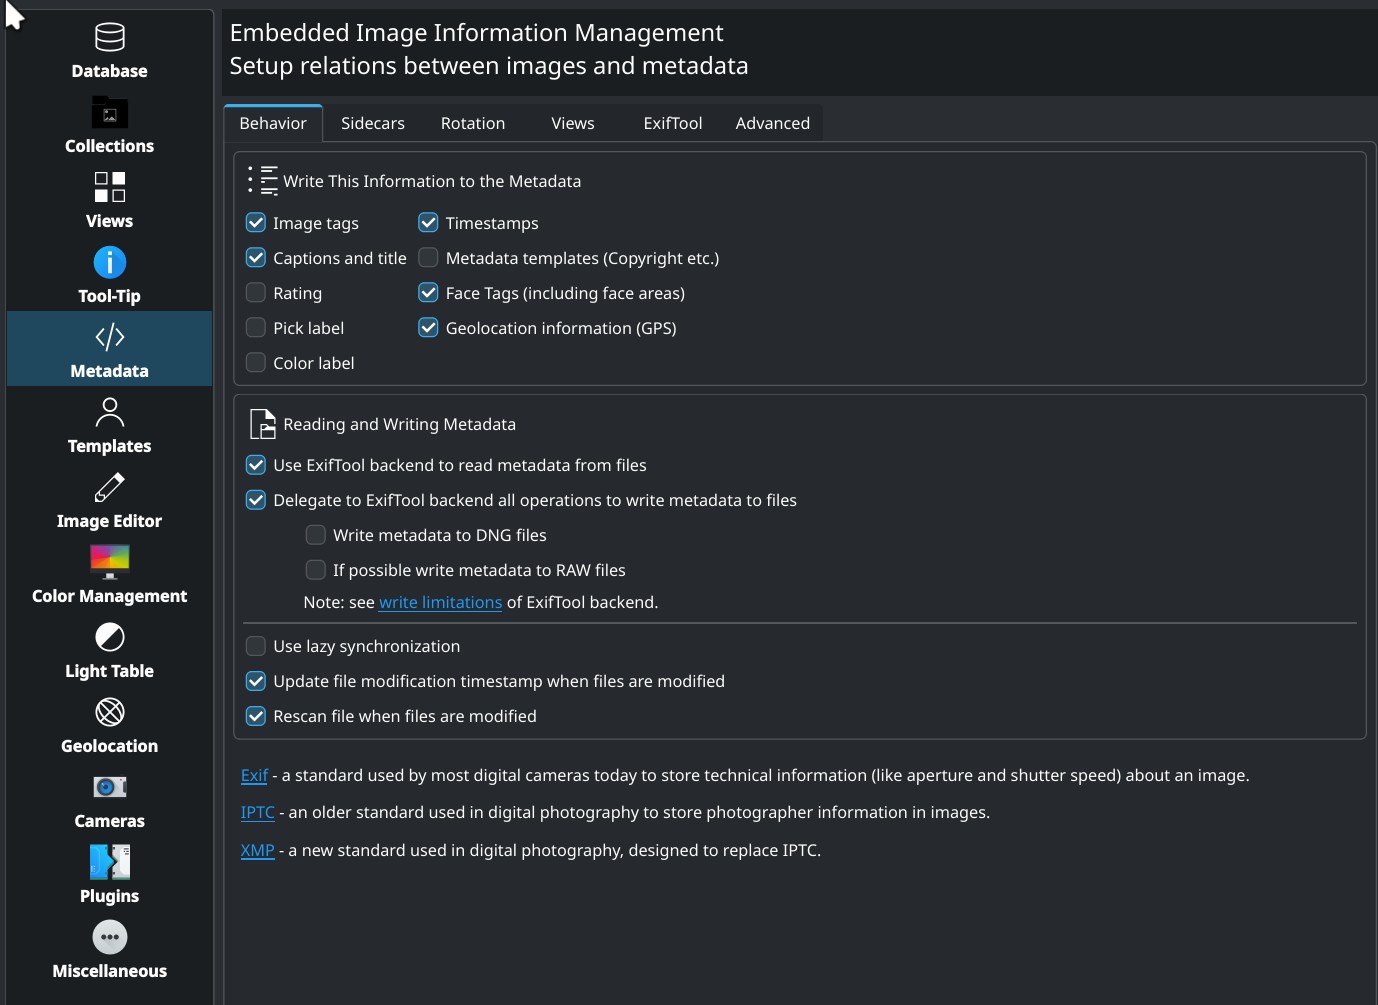 Database
Collections
Views
Tool-Tip
Metadata
Templates
Image Editor
Color Management
Light Table
Geolocation
Cameras
Plugins
Miscellaneous
Embedded Image Information Management
Setup relations between images and metadata
Behavior Sidecars Rotation Views ExifTool Advanced
Write This Information to the Metadata
Image tags Timestamps
Captions and title Metadata templates (Copyright etc.)
Rating Face Tags (including face areas)
Pick label Geolocation information (GPS)
Color label
Reading and Writing Metadata
Use ExifTool backend to read metadata from files
Delegate to ExifTool backend all operations to write metadata to files
Write metadata to DNG files
If possible write metadata to RAW files
Note: see write limitations of ExifTool backend.
Use lazy synchronization
Update file modification timestamp when files are modified
Rescan file when files are modified
Exif - a standard used by most digital cameras today to store technical information (like aperture and shutter speed) about an image.
IPTC - an older standard used in digital photography to store photographer information in images.
XMP - a new standard used in digital photography, designed to replace IPTC.